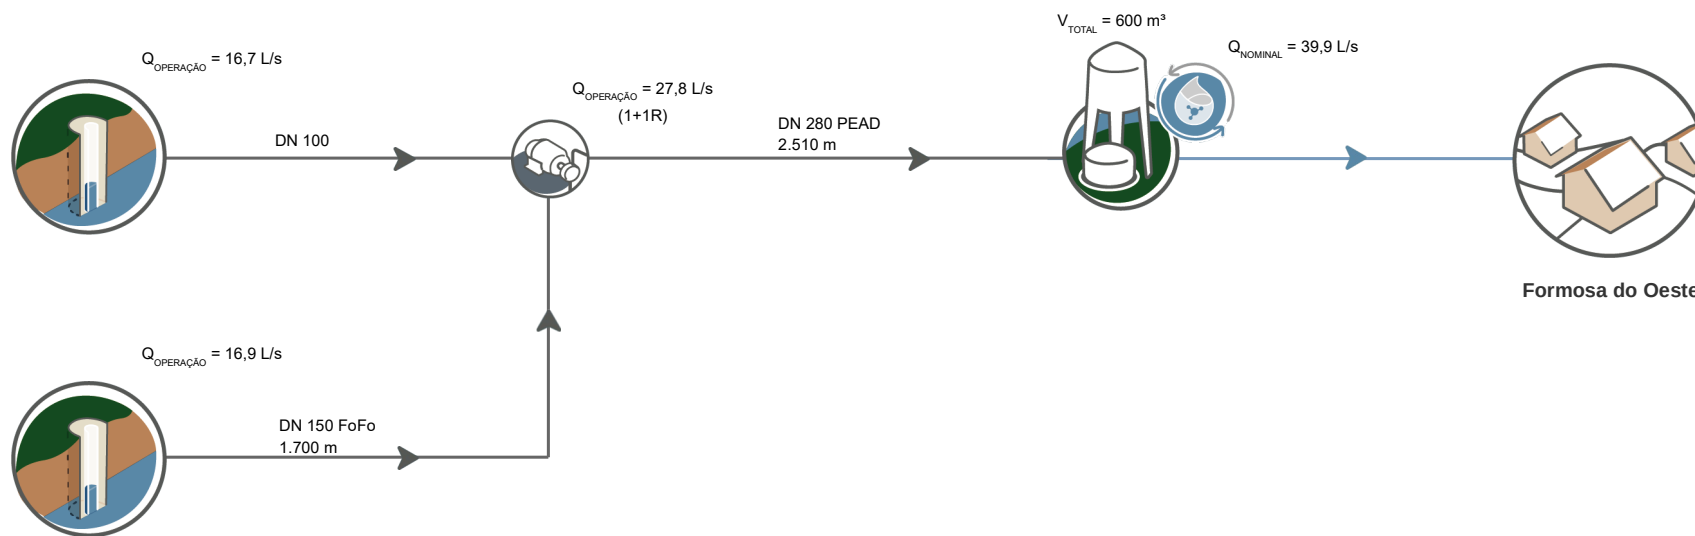 V_TOTAL = 600 m³
Q_NOMINAL = 39,9 L/s
Q_OPERAÇÃO = 16,7 L/s
Q_OPERAÇÃO = 27,8 L/s
(1+1R)
DN 100
DN 280 PEAD
2.510 m
Formosa do Oeste
Q_OPERAÇÃO = 16,9 L/s
DN 150 FoFo
1.700 m